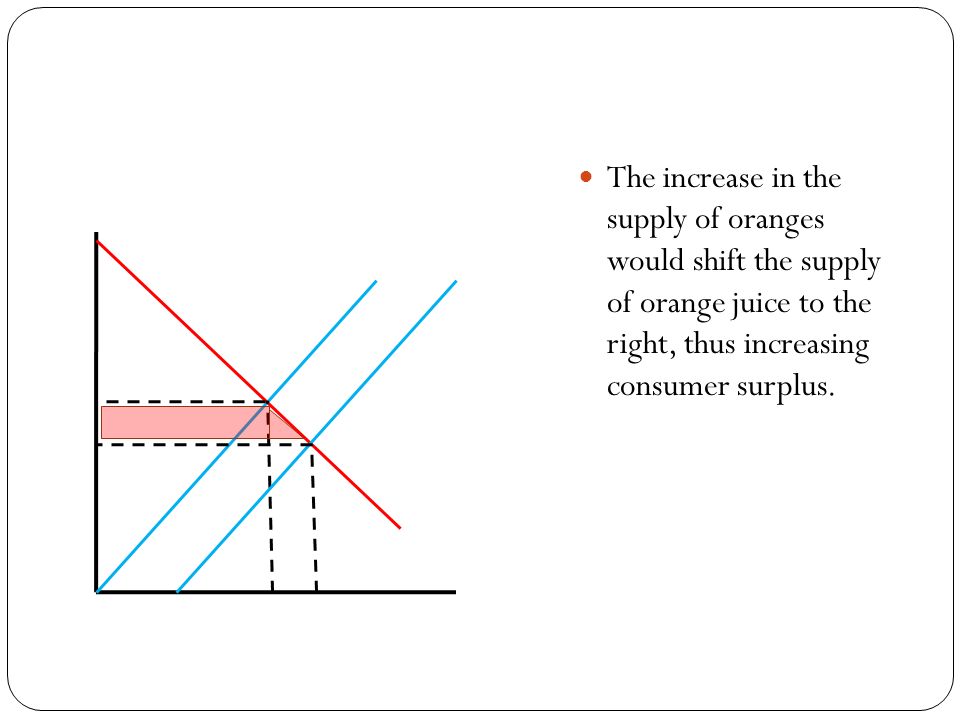 The increase in the
supply of oranges
would shift the supply
of orange juice to the
right, thus increasing
consumer surplus.